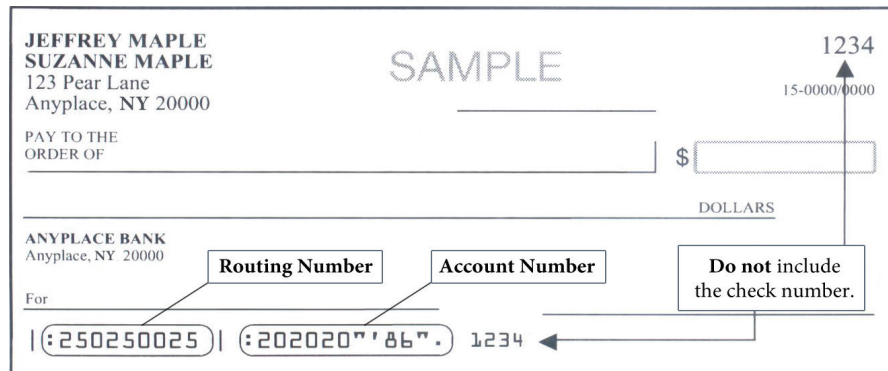 JEFFREY MAPLE
SUZANNE MAPLE
123 Pear Lane
Anyplace, NY 20000
SAMPLE
1234
15-0000/0000
PAY TO THE
ORDER OF
$
DOLLARS
ANYPLACE BANK
Anyplace, NY 20000
Routing Number
Account Number
Do not include
the check number.
For
|:250250025|
:202020"'86".
1234